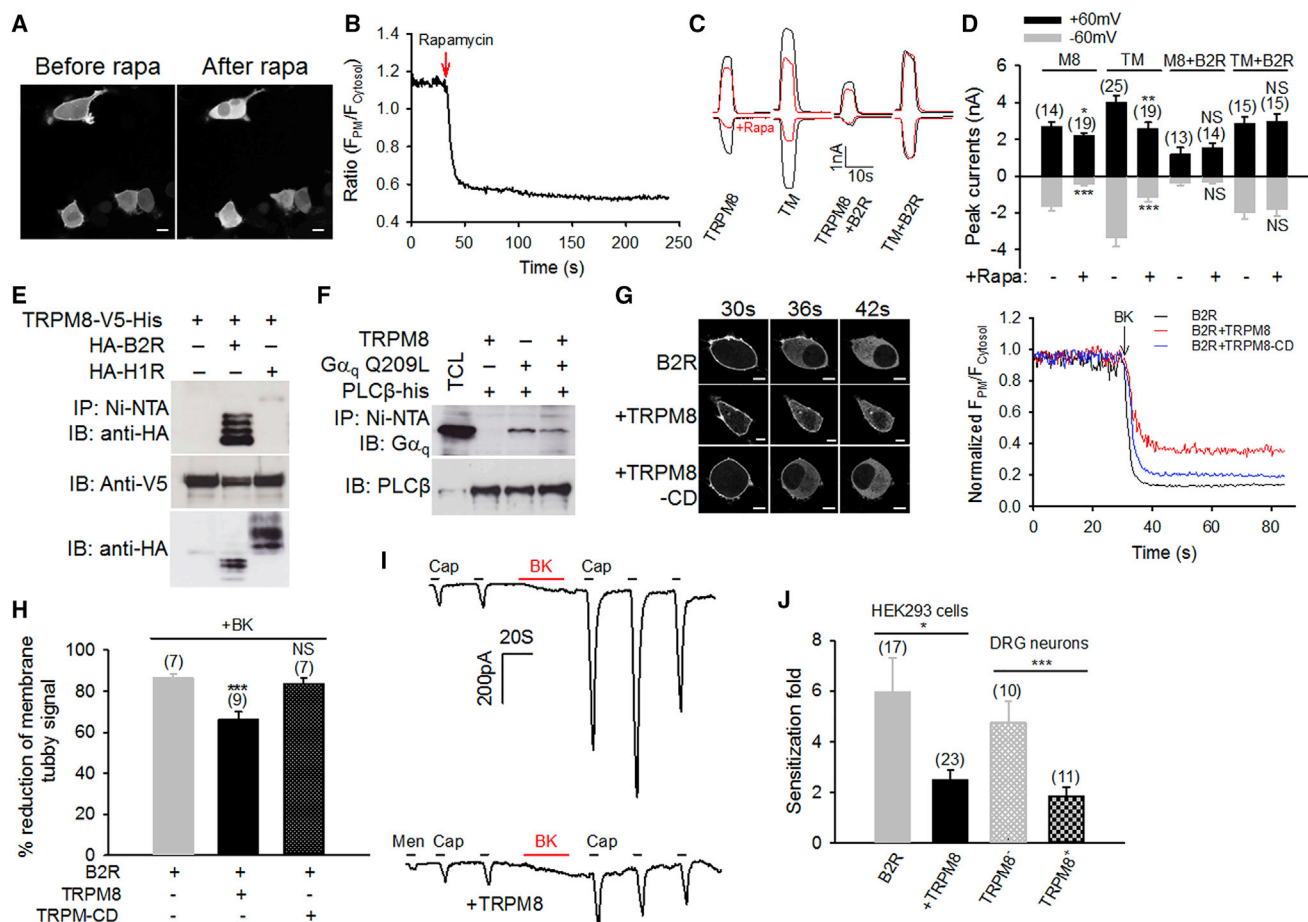 A
Before rapa
After rapa
B
Ratio (FPM/FCytosol)
1.4
1.2
1.0
0.8
0.6
0.4
Rapamycin
0 50 100 150 200 250
Time (s)
C
+Rapa
1nA
10s
TRPM8
TM
TRPM8
+B2R
TM+B2R
D
+60mV
-60mV
M8 TM M8+B2R TM+B2R
Peak currents (nA)
6
4
2
0
-2
-4
(14) * (19) (25) ** (19) (13) NS (14) (15) NS (15)
*** *** NS NS
+Rapa: - + - + - + - +
E
TRPM8-V5-His + + +
HA-B2R – + –
HA-H1R – – +
IP: Ni-NTA
IB: anti-HA
IB: Anti-V5
IB: anti-HA
F
TRPM8 + – +
Gαq Q209L – + +
PLCβ-his + + +
TCL
IP: Ni-NTA
IB: Gαq
IB: PLCβ
G
30s 36s 42s
B2R
+TRPM8
+TRPM8
-CD
Normalized FPM/FCytosol
1.2
1.0
0.8
0.6
0.4
0.2
0.0
BK
B2R
B2R+TRPM8
B2R+TRPM8-CD
0 20 40 60 80
Time (s)
H
% reduction of membrane
tubby signal
100
80
60
40
20
0
+BK
(7)
***
(9)
NS
(7)
B2R + + +
TRPM8 - + -
TRPM-CD - - +
I
Cap BK Cap
20S
200pA
Men Cap BK Cap
+TRPM8
J
Sensitization fold
8
6
4
2
0
HEK293 cells
*
(17)
(23)
DRG neurons
***
(10)
(11)
B2R
+TRPM8
TRPM8-
TRPM8+